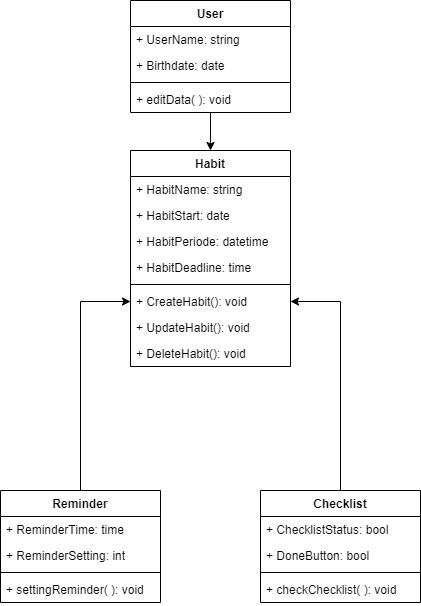 User
+ UserName: string
+ Birthdate: date
+ editData( ): void
Habit
+ HabitName: string
+ HabitStart: date
+ HabitPeriode: datetime
+ HabitDeadline: time
+ CreateHabit(): void
+ UpdateHabit(): void
+ DeleteHabit(): void
Reminder
+ ReminderTime: time
+ ReminderSetting: int
+ settingReminder( ): void
Checklist
+ ChecklistStatus: bool
+ DoneButton: bool
+ checkChecklist( ): void